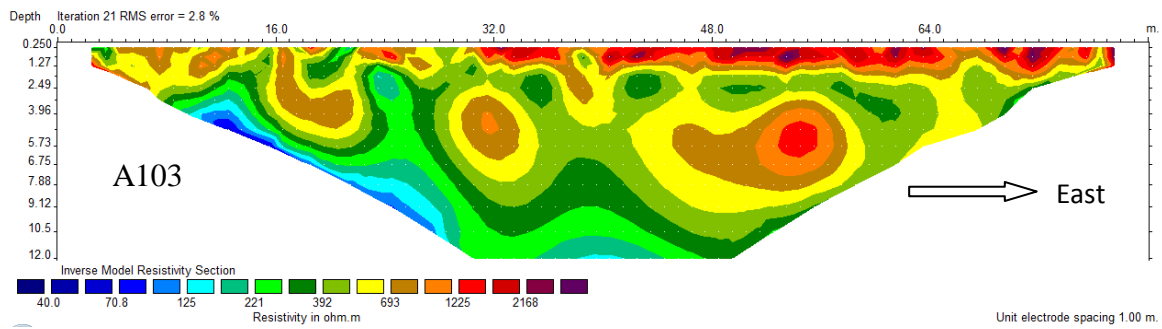 Depth Iteration 21 RMS error = 2.8 %
0.0 16.0 32.0 48.0 64.0 m.
0.250
1.27
2.49
3.96
5.73
6.75
7.88
9.12
10.5
12.0
A103
East
Inverse Model Resistivity Section
40.0 70.8 125 221 392 693 1225 2168
Resistivity in ohm.m
Unit electrode spacing 1.00 m.